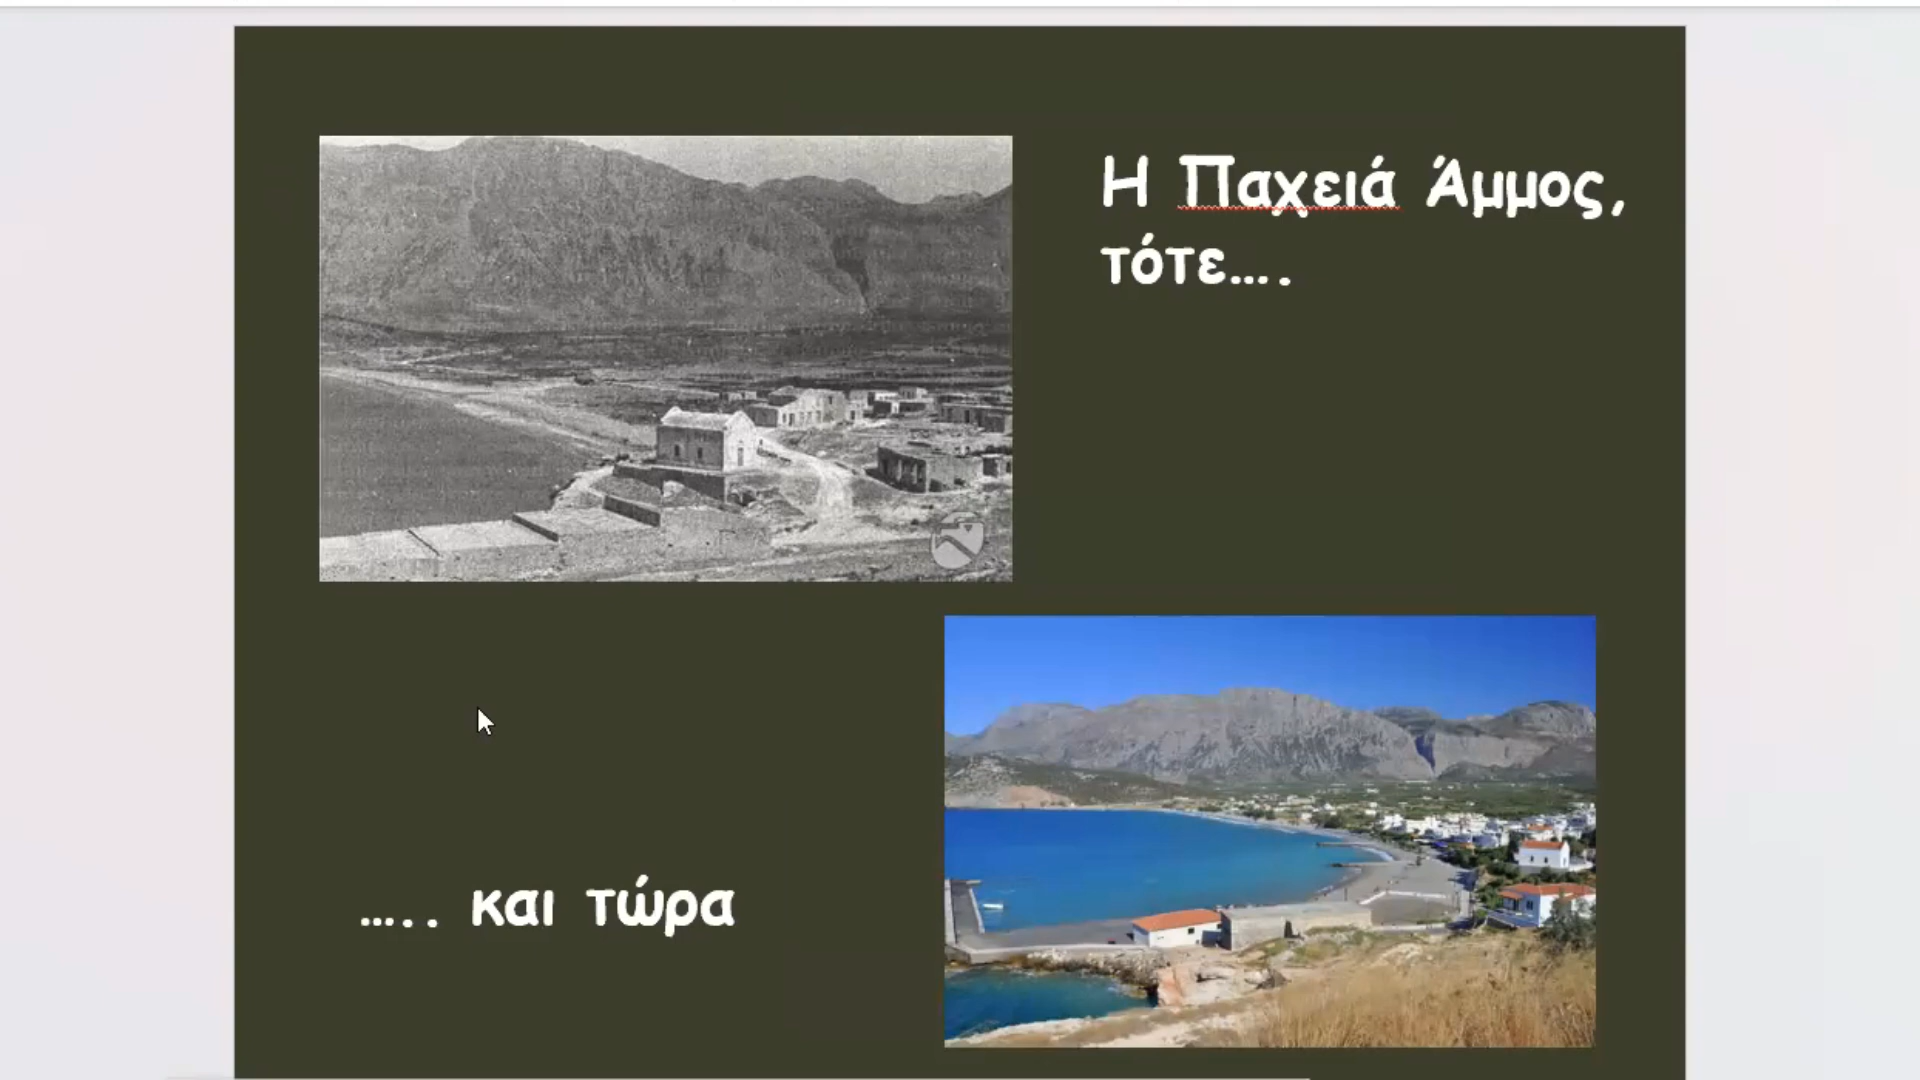 Η Παχειά Άμμος,
τότε….
….. και τώρα